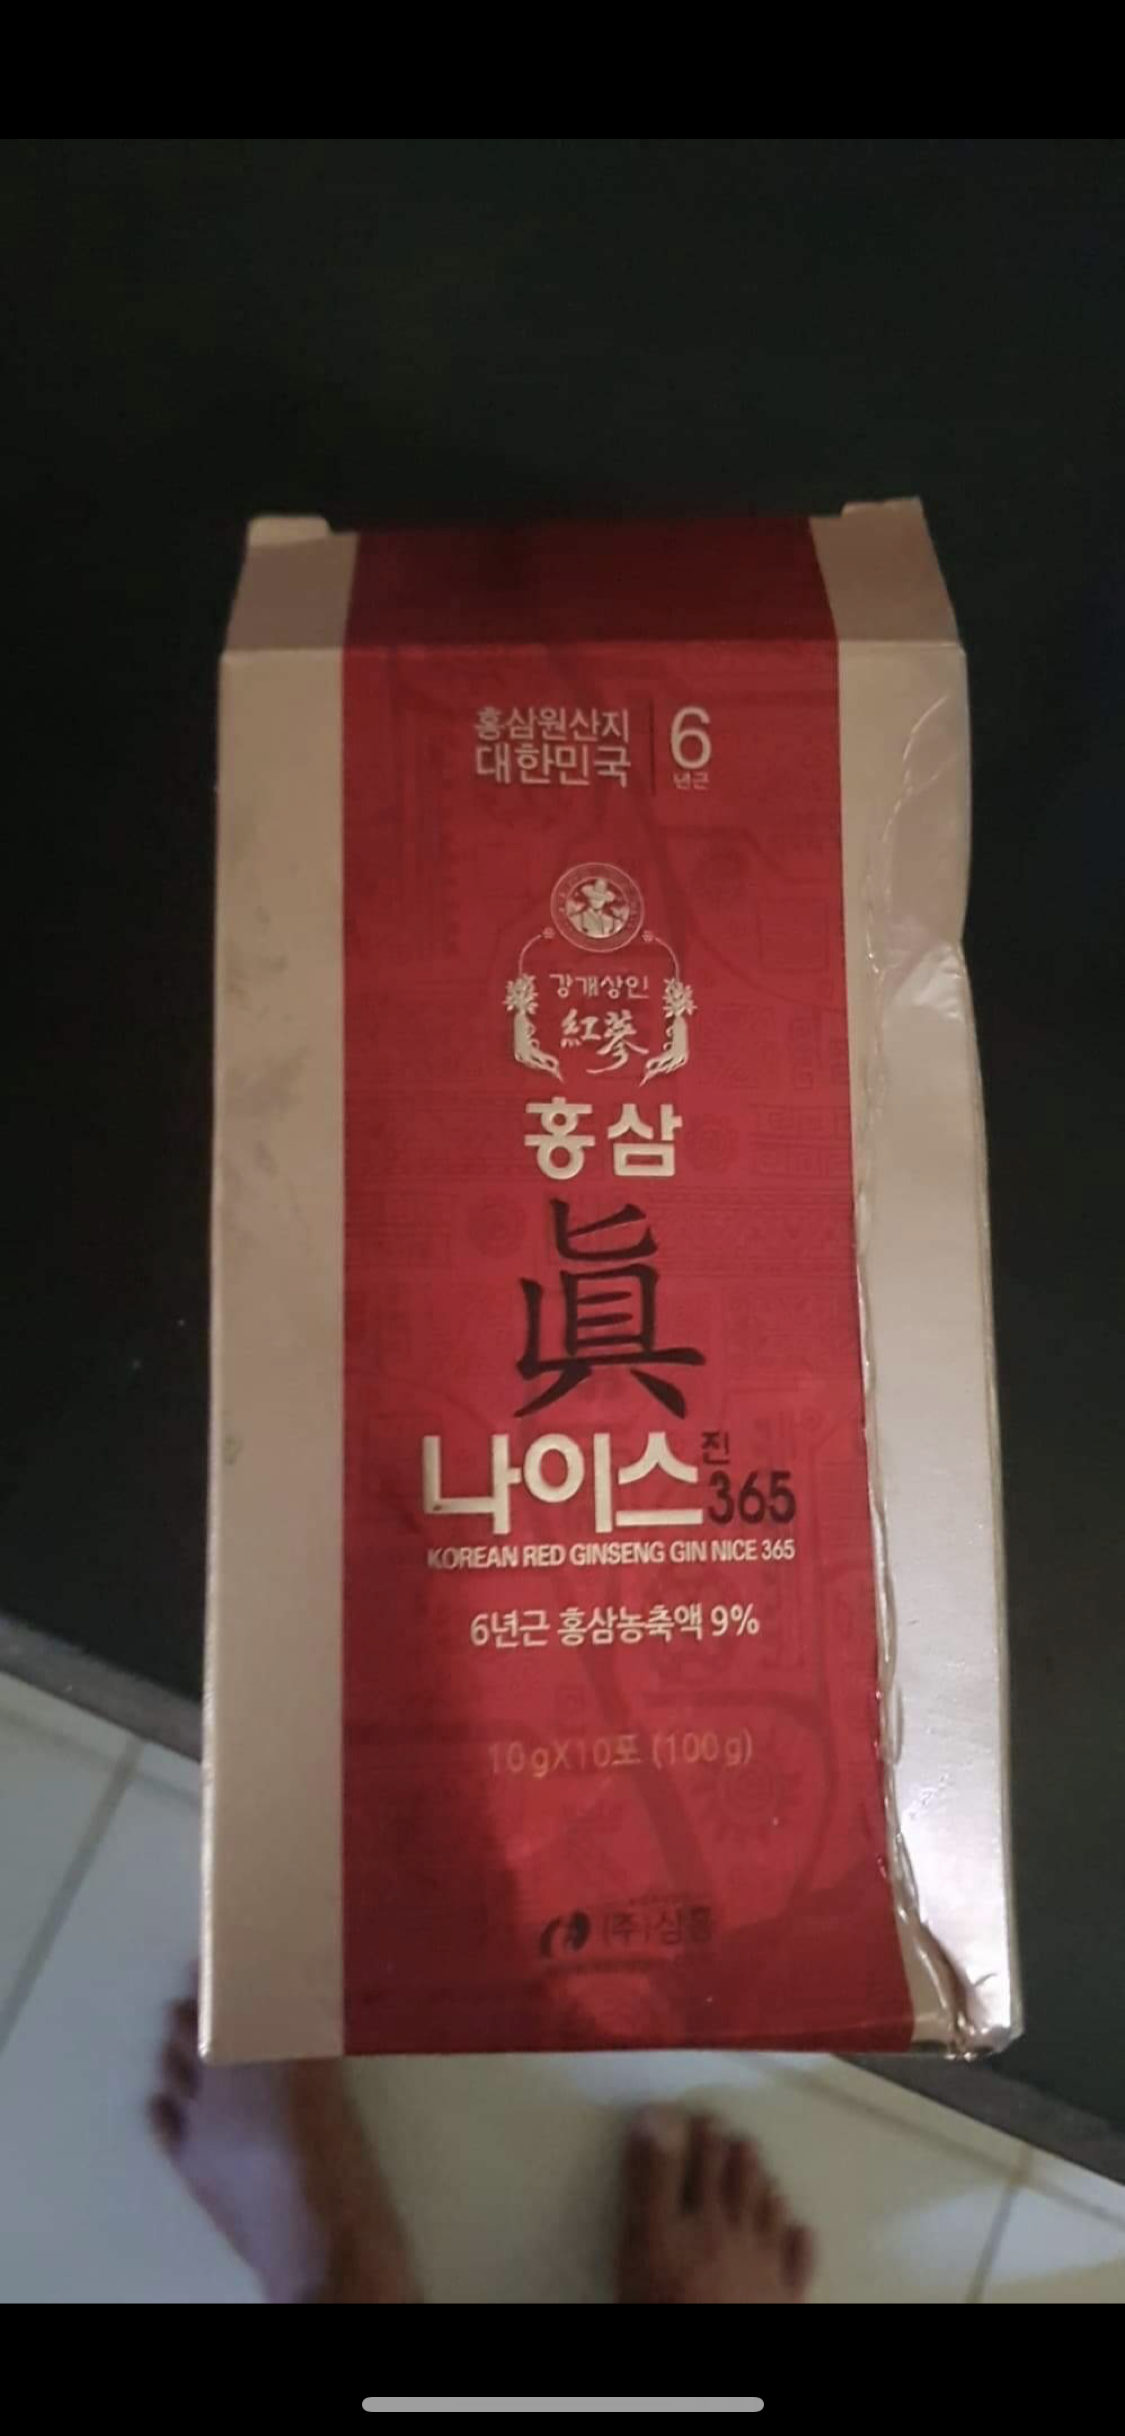 홍삼원산지
대한민국
6
년근
강개상인
紅蔘
홍삼
眞
나이스
진
365
KOREAN RED GINSENG GIN NICE 365
6년근 홍삼농축액 9%
10gX10포 (100g)
(주)삼흥